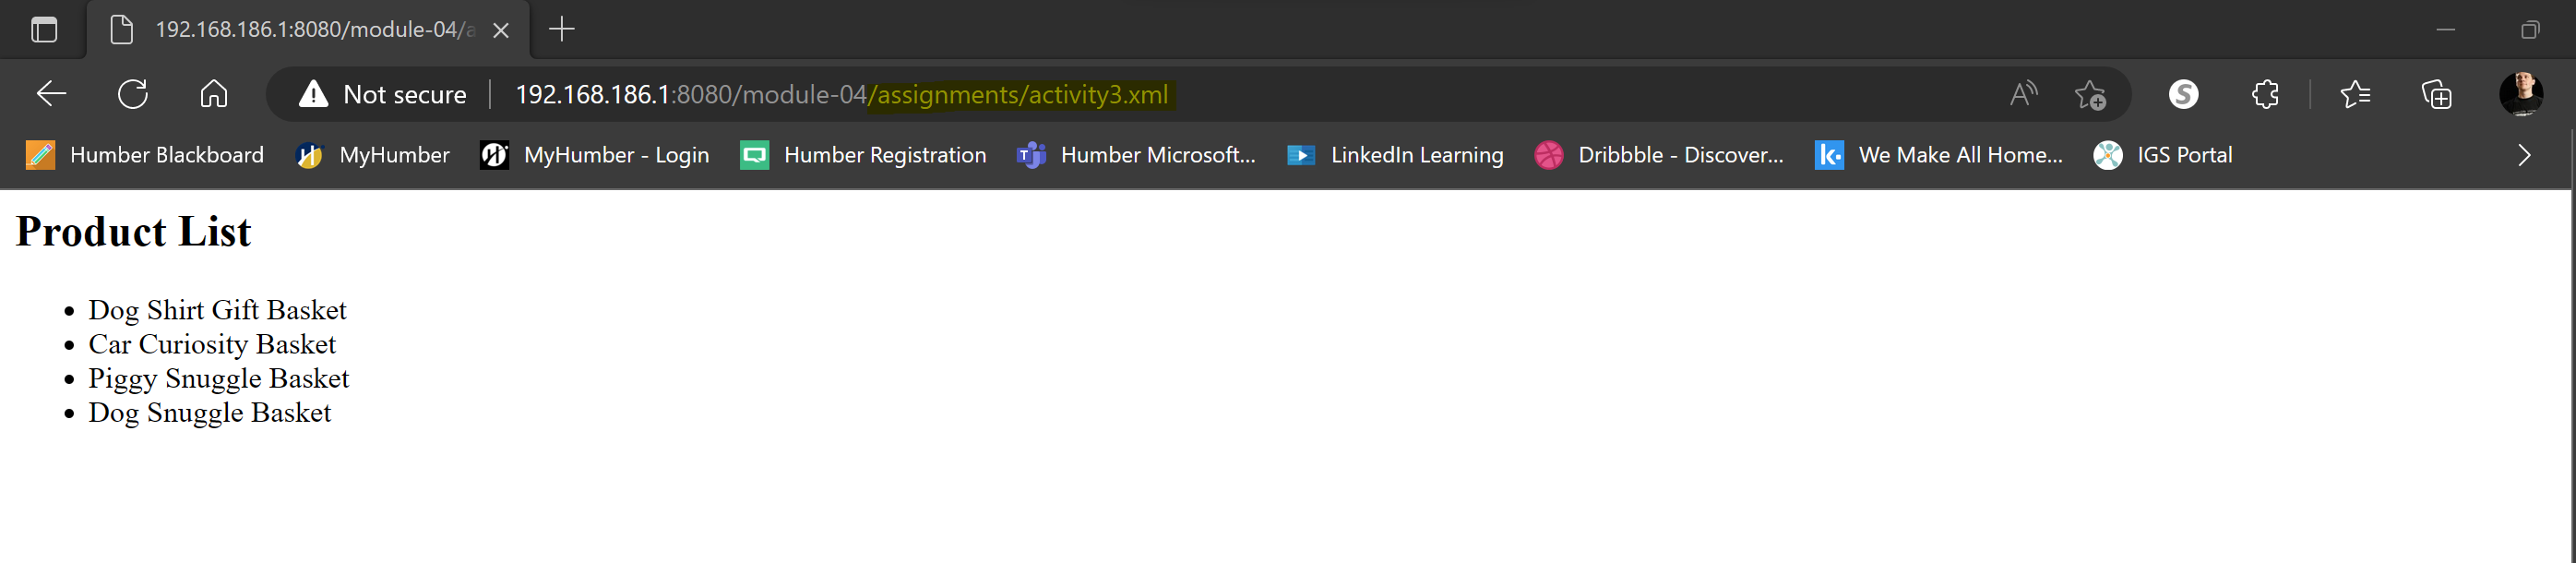 192.168.186.1:8080/module-04/a
Not secure 192.168.186.1:8080/module-04/assignments/activity3.xml
Humber Blackboard MyHumber MyHumber - Login Humber Registration Humber Microsoft... LinkedIn Learning Dribbble - Discover... We Make All Home... IGS Portal
Product List
• Dog Shirt Gift Basket
• Car Curiosity Basket
• Piggy Snuggle Basket
• Dog Snuggle Basket